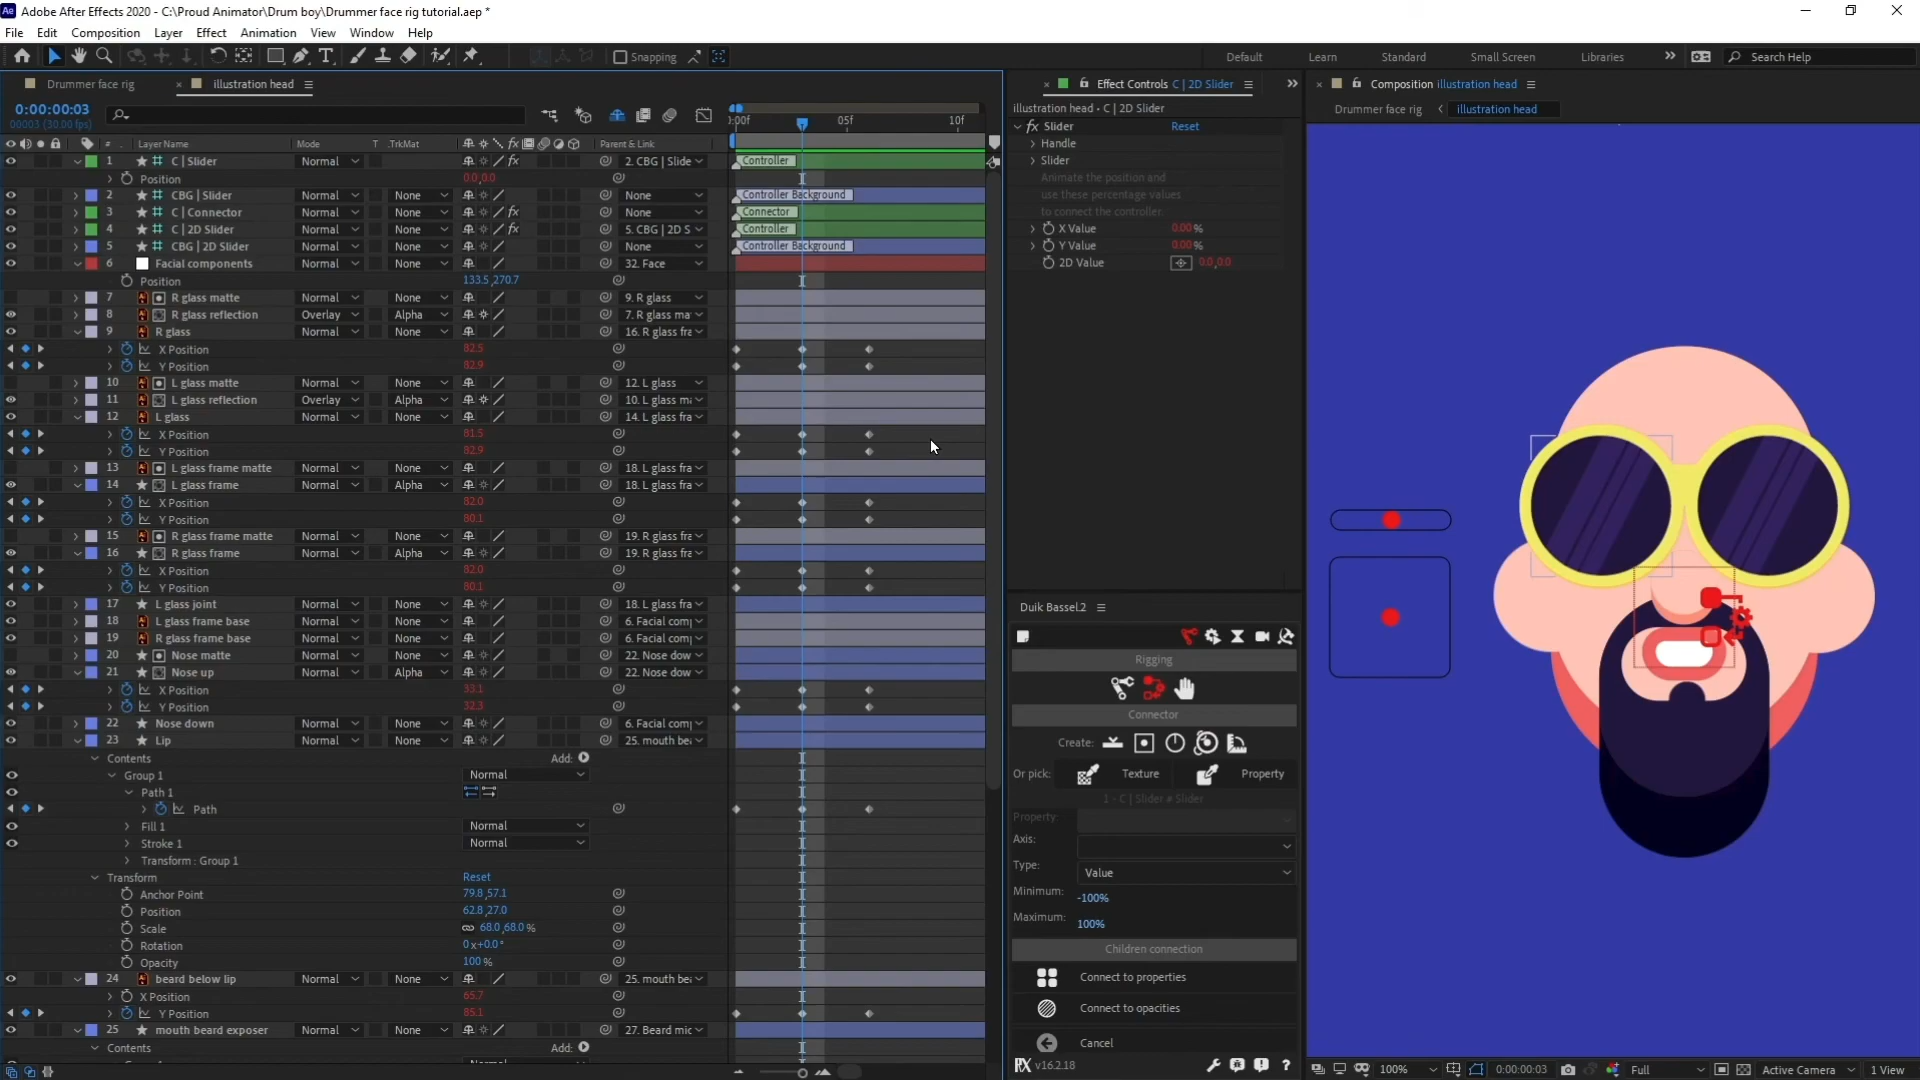 Adobe After Effects 2020 - C:\Proud Animator\Drum boy\Drummer face rig tutorial.aep *
File Edit Composition Layer Effect Animation View Window Help
Snapping Default Learn Standard Small Screen Libraries Search Help
Drummer face rig illustration head
0:00:00:03
00003 (30.00 fps)
:00f 05f 10f
# Layer Name Mode T .TrkMat Parent & Link
1 C | Slider Normal 2. CBG | Slide Controller
Position 0.0,0.0
2 CBG | Slider Normal None None Controller Background
3 C | Connector Normal None None Connector
4 C | 2D Slider Normal None 5. CBG | 2D S Controller
5 CBG | 2D Slider Normal None None Controller Background
6 Facial components Normal None 32. Face
Position 133.5,270.7
7 R glass matte Normal None 9. R glass
8 R glass reflection Overlay Alpha 7. R glass ma
9 R glass Normal None 16. R glass fra
X Position 82.5
Y Position 82.9
10 L glass matte Normal None 12. L glass
11 L glass reflection Overlay Alpha 10. L glass m
12 L glass Normal None 14. L glass fra
X Position 81.5
Y Position 82.9
13 L glass frame matte Normal None 18. L glass fra
14 L glass frame Normal Alpha 18. L glass fra
X Position 82.0
Y Position 80.1
15 R glass frame matte Normal None 19. R glass fra
16 R glass frame Normal Alpha 19. R glass fra
X Position 82.0
Y Position 80.1
17 L glass joint Normal None 18. L glass fra
18 L glass frame base Normal None 6. Facial comp
19 R glass frame base Normal None 6. Facial comp
20 Nose matte Normal None 22. Nose dow
21 Nose up Normal Alpha 22. Nose dow
X Position 33.1
Y Position 32.3
22 Nose down Normal None 6. Facial comp
23 Lip Normal None 25. mouth be
Contents Add:
Group 1 Normal
Path 1
Path
Fill 1 Normal
Stroke 1 Normal
Transform : Group 1
Transform Reset
Anchor Point 79.8,57.1
Position 62.8,27.0
Scale 68.0,68.0 %
Rotation 0x+0.0°
Opacity 100 %
24 beard below lip Normal None 25. mouth be
X Position 65.7
Y Position 85.1
25 mouth beard exposer Normal None 27. Beard mic
Contents Add:
Normal
Effect Controls C | 2D Slider
illustration head • C | 2D Slider
fx Slider Reset
Handle
Slider
Animate the position and
use these percentage values
to connect the controller.
X Value 0.00 %
Y Value 0.00 %
2D Value 0.0,0.0
Duik Bassel.2
Rigging
Connector
Create:
Or pick: Texture Property
1 - C | Slider # Slider
Property:
Axis:
Type: Value
Minimum: -100%
Maximum: 100%
Children connection
Connect to properties
Connect to opacities
Cancel
v16.2.18
Composition illustration head
Drummer face rig illustration head
100% 0:00:00:03 Full Active Camera 1 View